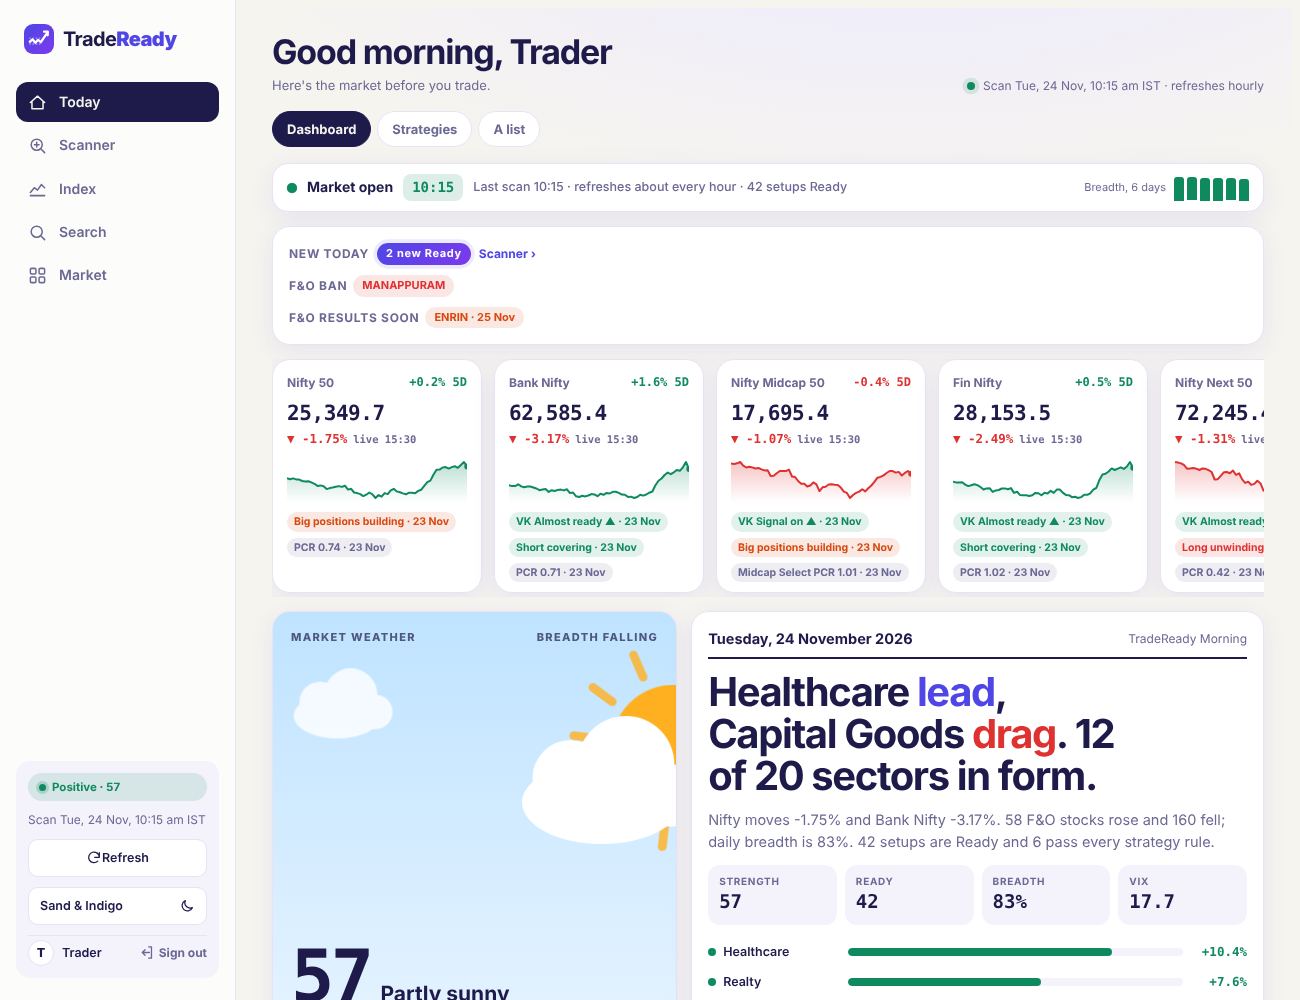 TradeReady
Today
Scanner
Index
Search
Market
Positive · 57
Scan Tue, 24 Nov, 10:15 am IST
Refresh
Sand & Indigo
T Trader Sign out
Good morning, Trader
Here's the market before you trade.
Scan Tue, 24 Nov, 10:15 am IST · refreshes hourly
Dashboard Strategies A list
Market open 10:15 Last scan 10:15 · refreshes about every hour · 42 setups Ready Breadth, 6 days
NEW TODAY 2 new Ready Scanner ›
F&O BAN MANAPPURAM
F&O RESULTS SOON ENRIN · 25 Nov
Nifty 50 +0.2% 5D
25,349.7
▼ -1.75% live 15:30
Big positions building · 23 Nov
PCR 0.74 · 23 Nov
Bank Nifty +1.6% 5D
62,585.4
▼ -3.17% live 15:30
VK Almost ready ▲ · 23 Nov
Short covering · 23 Nov
PCR 0.71 · 23 Nov
Nifty Midcap 50 -0.4% 5D
17,695.4
▼ -1.07% live 15:30
VK Signal on ▲ · 23 Nov
Big positions building · 23 Nov
Midcap Select PCR 1.01 · 23 Nov
Fin Nifty +0.5% 5D
28,153.5
▼ -2.49% live 15:30
VK Almost ready ▲ · 23 Nov
Short covering · 23 Nov
PCR 1.02 · 23 Nov
Nifty Next 50
72,245.4
▼ -1.31% live
VK Almost ready
Long unwinding
PCR 0.42 · 23
MARKET WEATHER BREADTH FALLING
57 Partly sunny
Tuesday, 24 November 2026 TradeReady Morning
Healthcare lead,
Capital Goods drag. 12
of 20 sectors in form.
Nifty moves -1.75% and Bank Nifty -3.17%. 58 F&O stocks rose and 160 fell;
daily breadth is 83%. 42 setups are Ready and 6 pass every strategy rule.
STRENGTH
57
READY
42
BREADTH
83%
VIX
17.7
Healthcare +10.4%
Realty +7.6%